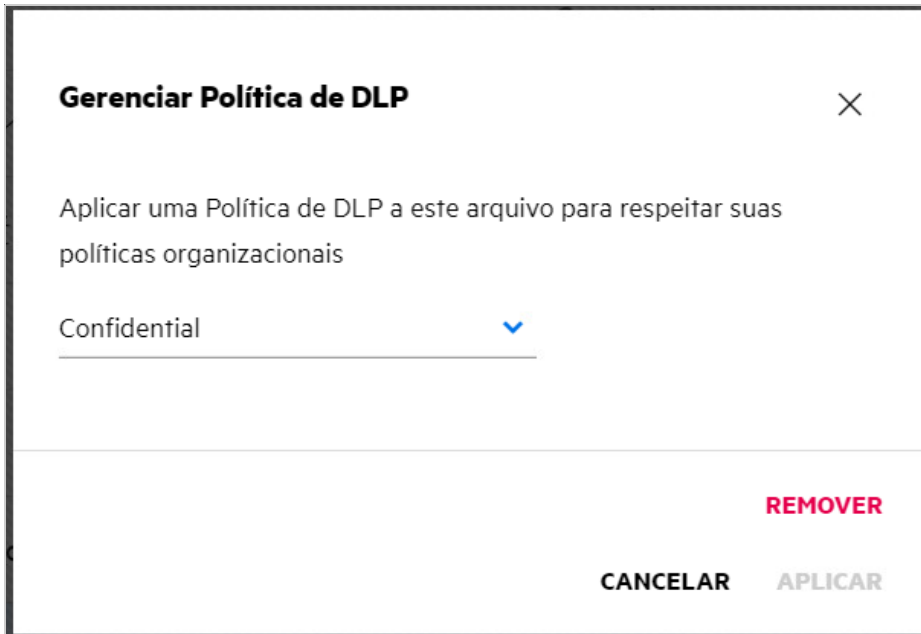 Gerenciar Política de DLP
Aplicar uma Política de DLP a este arquivo para respeitar suas
políticas organizacionais
Confidential
REMOVER
CANCELAR APLICAR